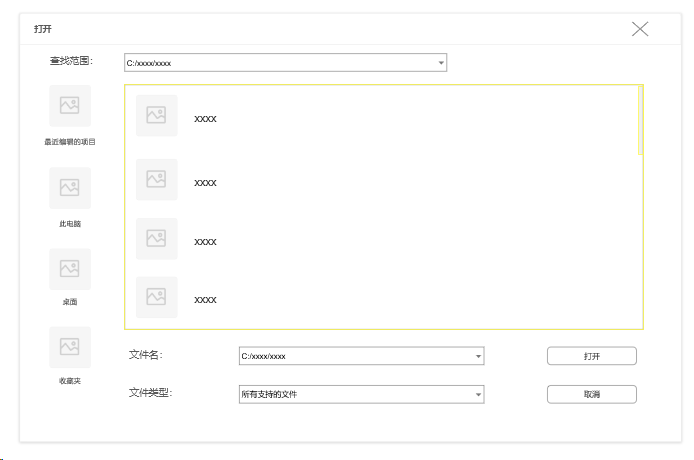 打开
查找范围：
C:/xxxx/xxxx
最近编辑的项目
此电脑
桌面
收藏夹
xxxx
xxxx
xxxx
xxxx
文件名：
C:/xxxx/xxxx
打开
文件类型：
所有支持的文件
取消